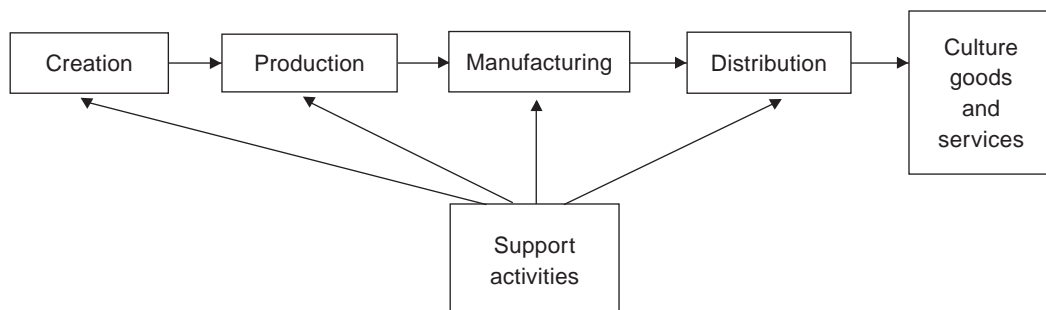 Creation
Production
Manufacturing
Distribution
Culture
goods
and
services
Support
activities